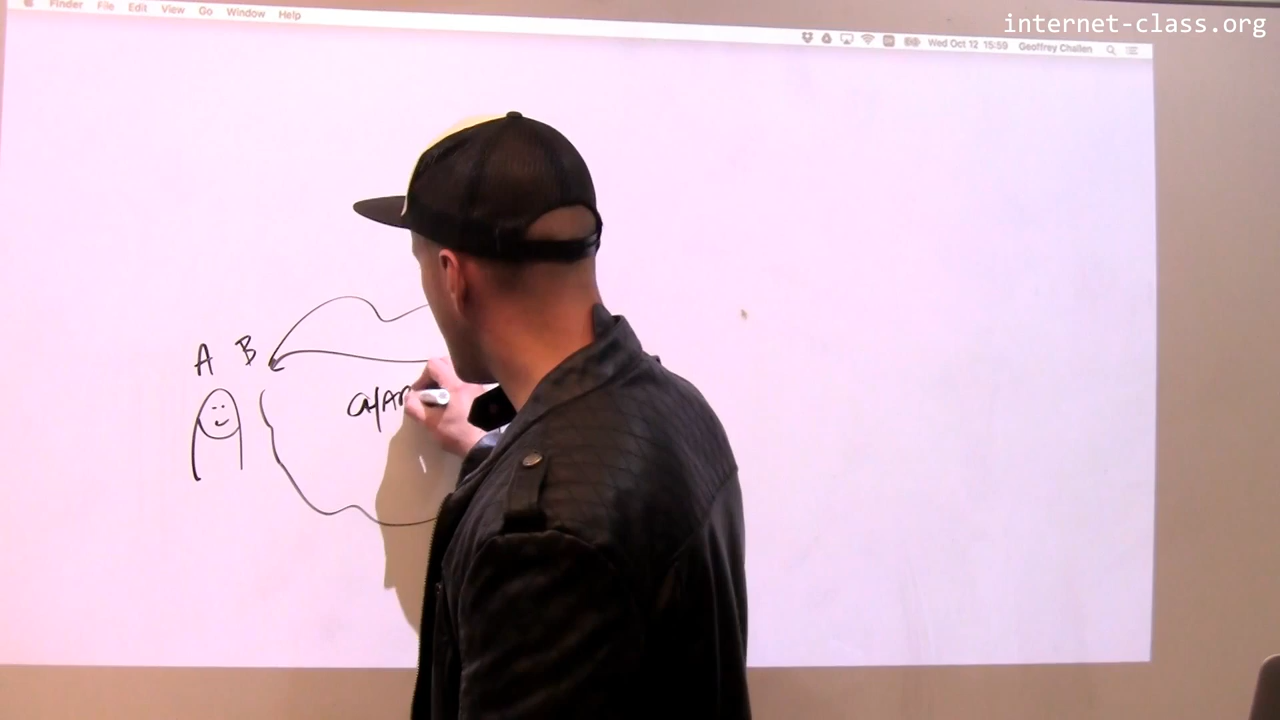 internet-class.org
Finder File Edit View Go Window Help
Wed Oct 12 15:59 Geoffrey Challen
A B